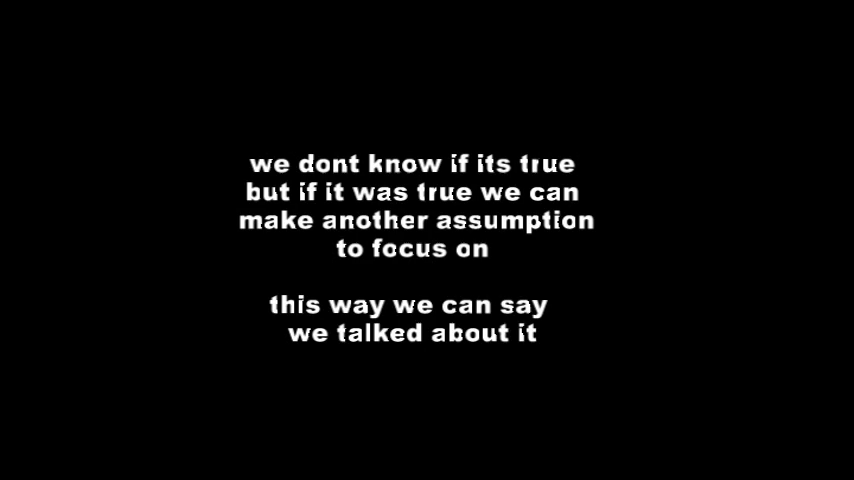 we dont know if its true
but if it was true we can
make another assumption
to focus on
this way we can say
we talked about it